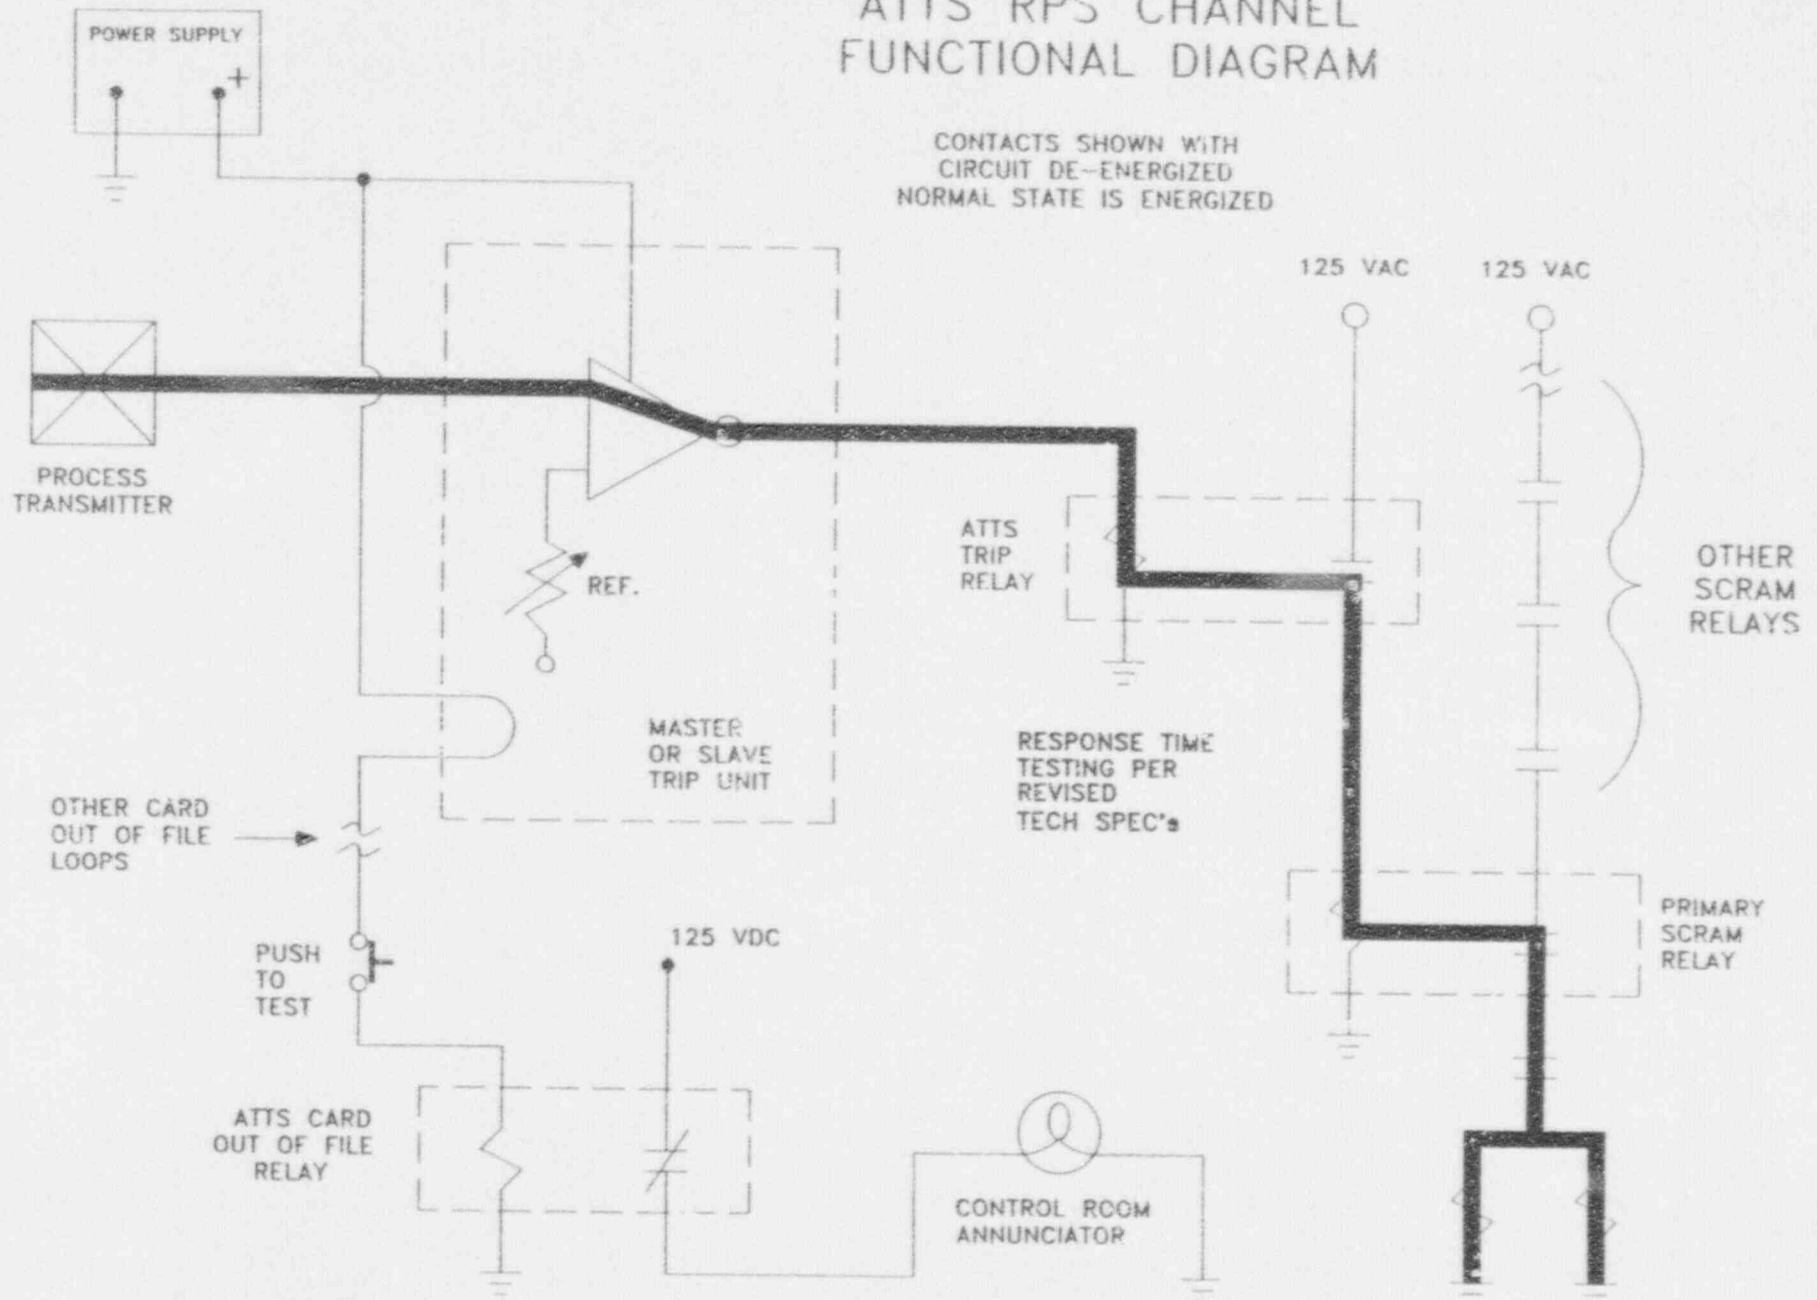 ATTS RPS CHANNEL
FUNCTIONAL DIAGRAM
POWER SUPPLY
+
CONTACTS SHOWN WITH
CIRCUIT DE-ENERGIZED
NORMAL STATE IS ENERGIZED
125 VAC
125 VAC
PROCESS
TRANSMITTER
ATTS
TRIP
RELAY
OTHER
SCRAM
RELAYS
REF.
MASTER
OR SLAVE
TRIP UNIT
RESPONSE TIME
TESTING PER
REVISED
TECH SPEC's
OTHER CARD
OUT OF FILE
LOOPS
PRIMARY
SCRAM
RELAY
PUSH
TO
TEST
125 VDC
ATTS CARD
OUT OF FILE
RELAY
CONTROL ROOM
ANNUNCIATOR